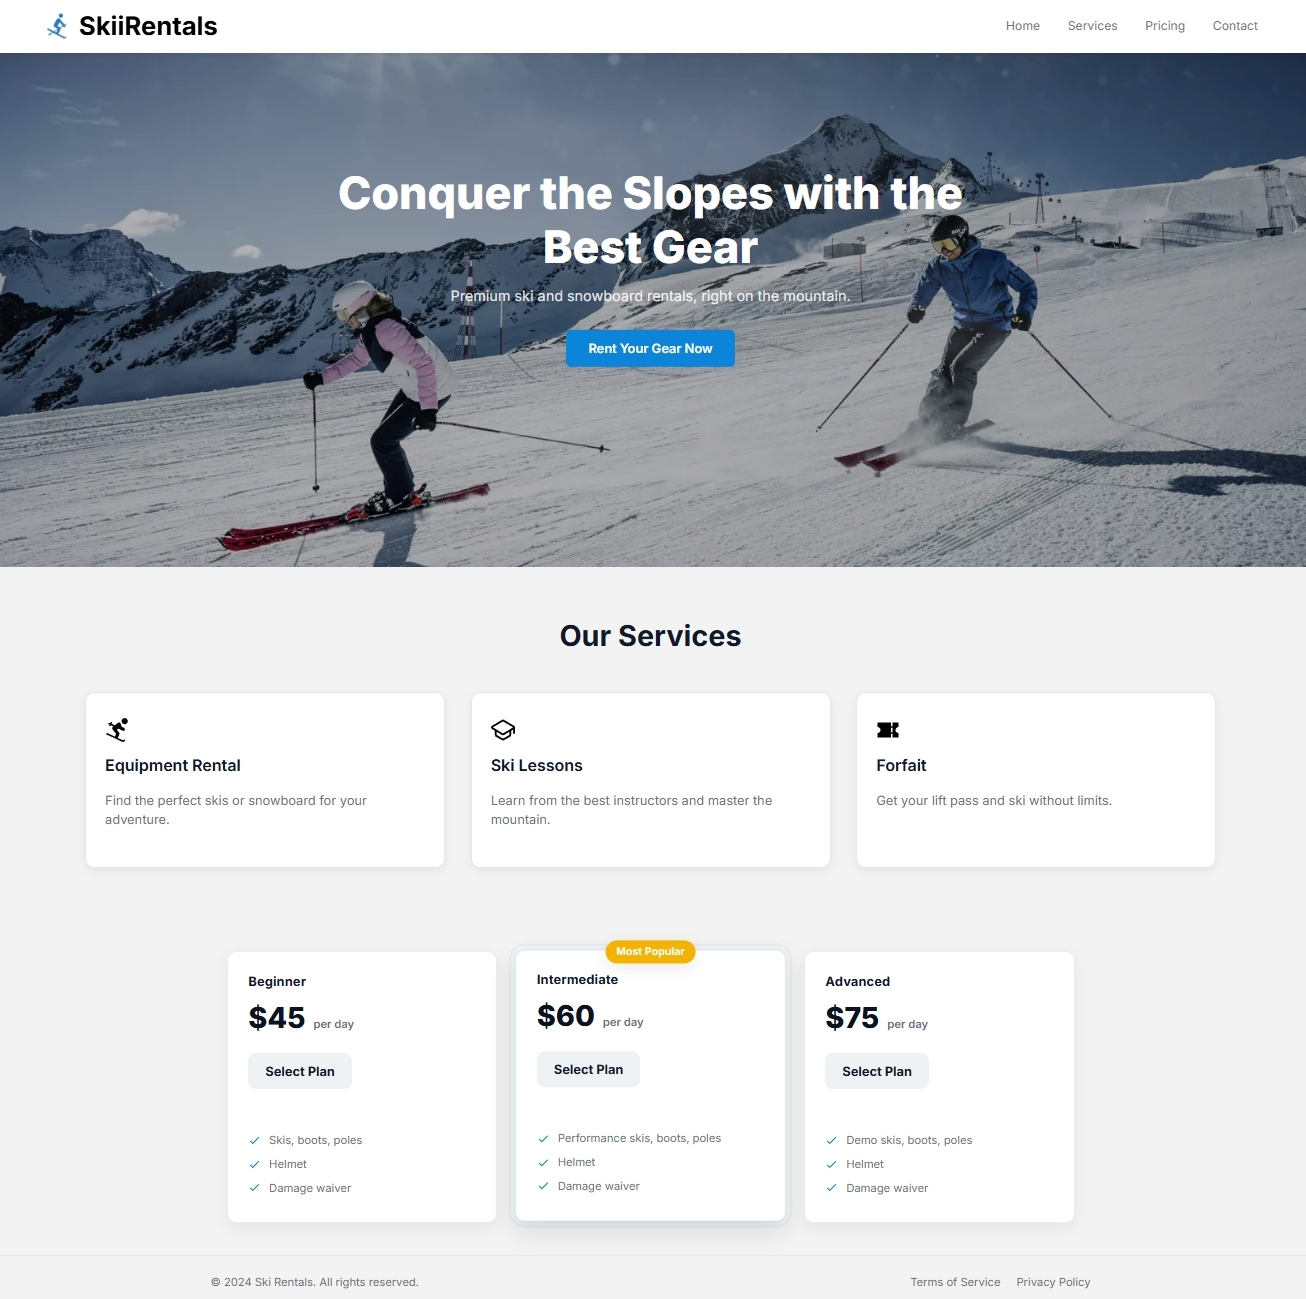 SkiiRentals
Home Services Pricing Contact
Conquer the Slopes with the
Best Gear
Premium ski and snowboard rentals, right on the mountain.
Rent Your Gear Now
Our Services
Equipment Rental
Find the perfect skis or snowboard for your
adventure.
Ski Lessons
Learn from the best instructors and master the
mountain.
Forfait
Get your lift pass and ski without limits.
Beginner
$45 per day
Select Plan
Skis, boots, poles
Helmet
Damage waiver
Most Popular
Intermediate
$60 per day
Select Plan
Performance skis, boots, poles
Helmet
Damage waiver
Advanced
$75 per day
Select Plan
Demo skis, boots, poles
Helmet
Damage waiver
© 2024 Ski Rentals. All rights reserved.
Terms of Service Privacy Policy